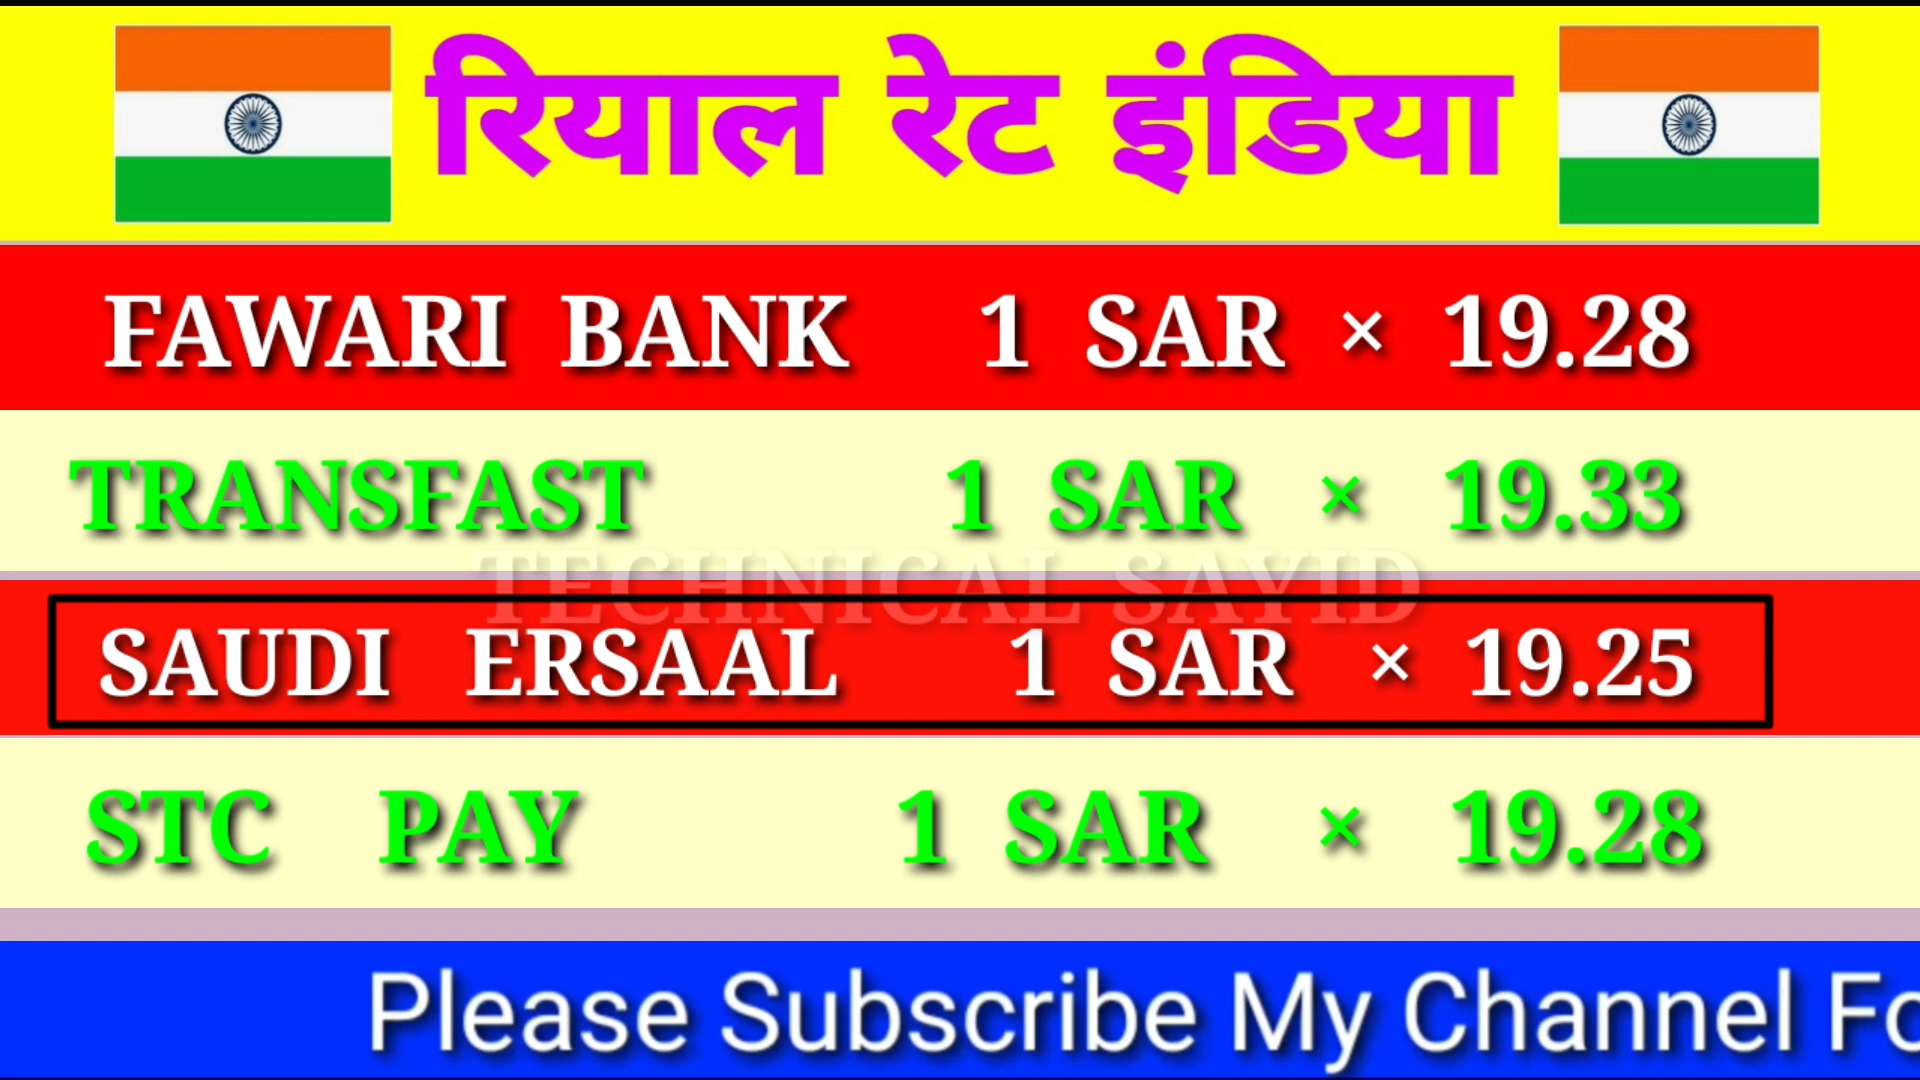 रियाल रेट इंडिया
FAWARI BANK 1 SAR × 19.28
TRANSFAST 1 SAR × 19.33
TECHNICAL SAYID
SAUDI ERSAAL 1 SAR × 19.25
STC PAY 1 SAR × 19.28
Please Subscribe My Channel Fo